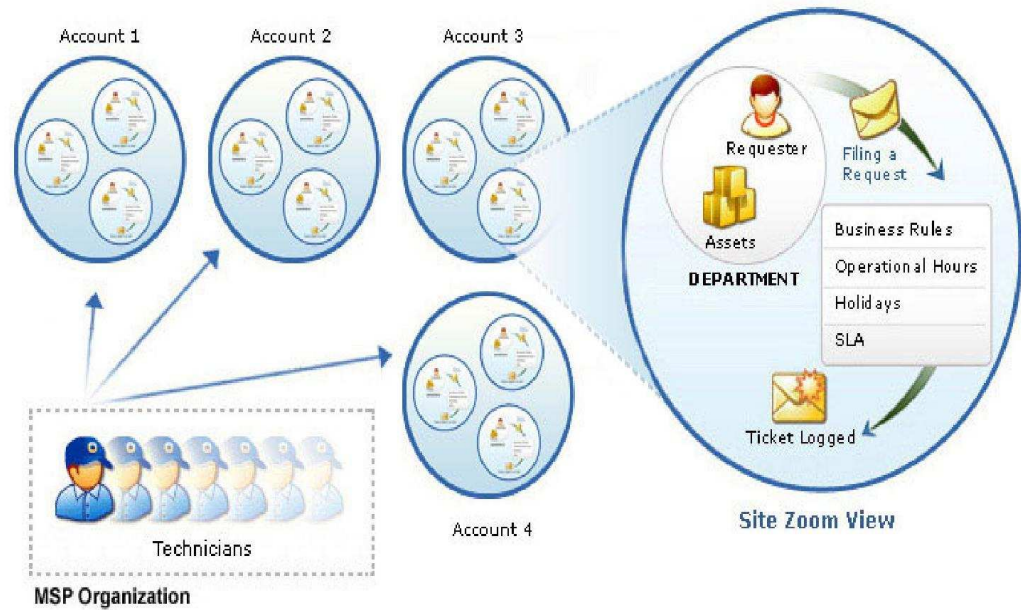 Account 1
Account 2
Account 3
Requester
Filing a
Request
Assets
DEPARTMENT
Business Rules
Operational Hours
Holidays
SLA
Ticket Logged
Site Zoom View
Account 4
Technicians
MSP Organization